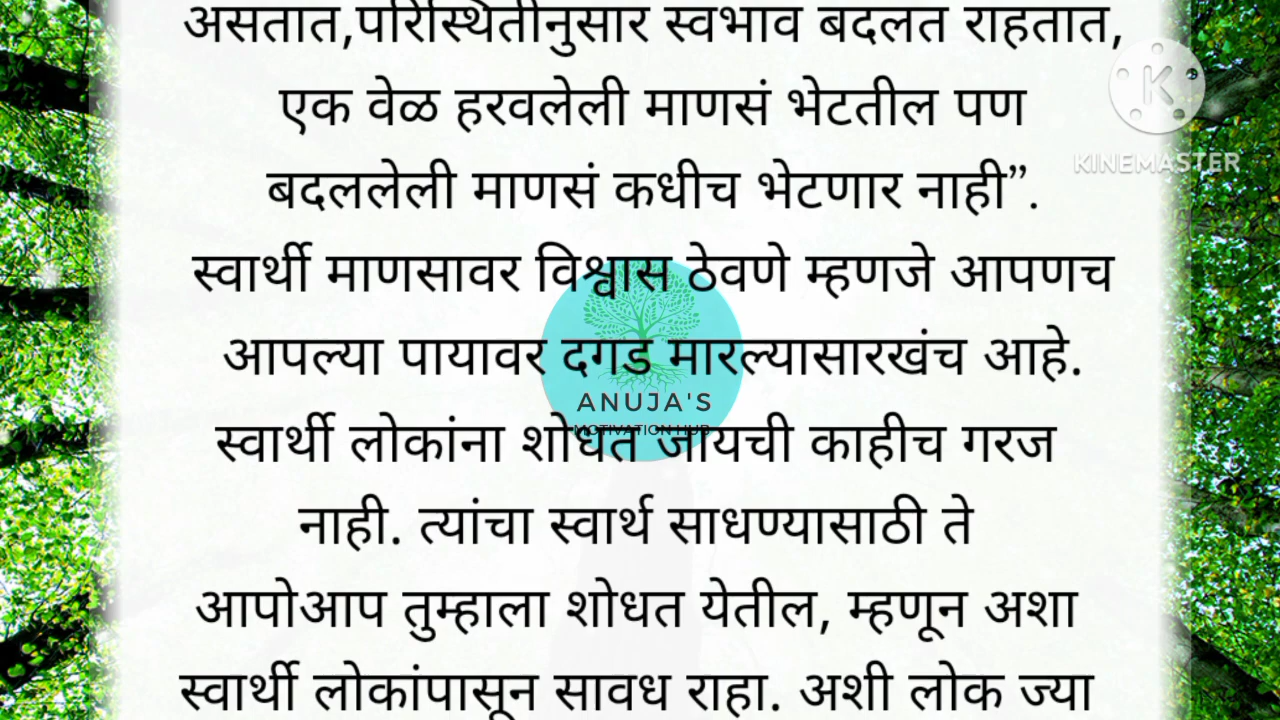 असतात,परिस्थितीनुसार स्वभाव बदलत राहतात,
एक वेळ हरवलेली माणसं भेटतील पण
बदललेली माणसं कधीच भेटणार नाही”.
स्वार्थी माणसावर विश्वास ठेवणे म्हणजे आपणच
आपल्या पायावर दगड मारल्यासारखंच आहे.
स्वार्थी लोकांना शोधत जायची काहीच गरज
नाही. त्यांचा स्वार्थ साधण्यासाठी ते
आपोआप तुम्हाला शोधत येतील, म्हणून अशा
स्वार्थी लोकांपासून सावध राहा. अशी लोक ज्या
K
KINEMASTER
ANUJA'S
MOTIVATION HUB